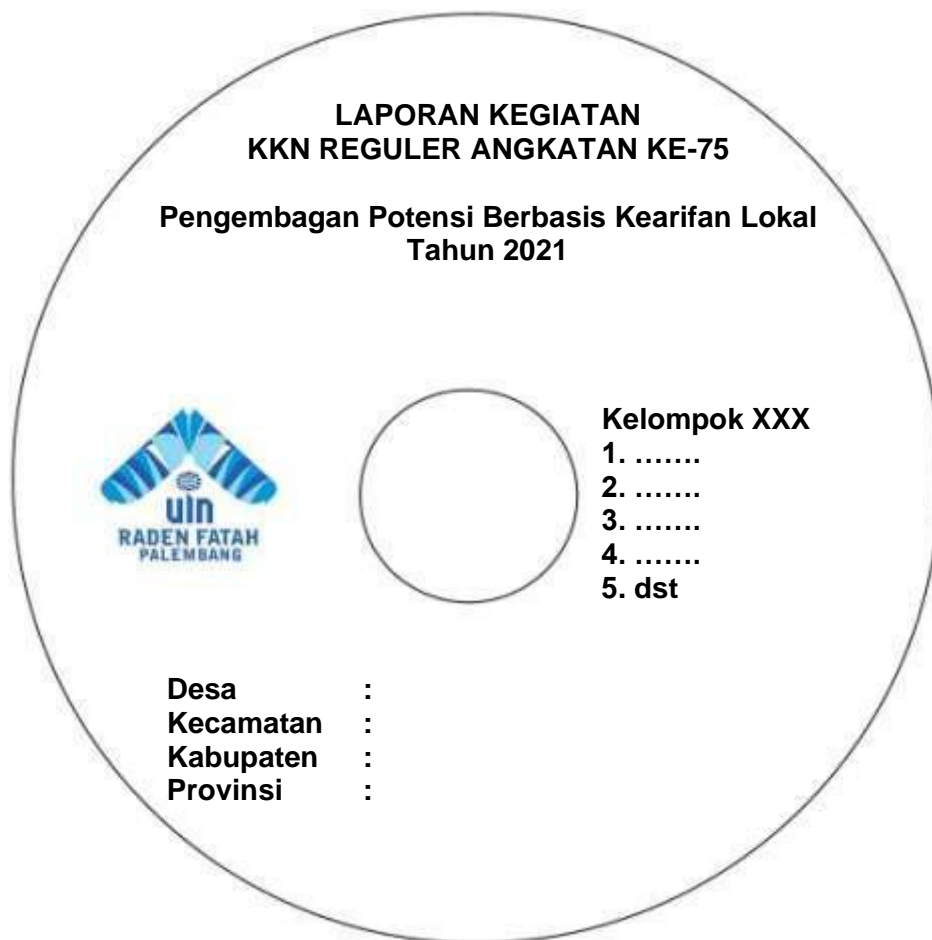 LAPORAN KEGIATAN
KKN REGULER ANGKATAN KE-75
Pengembagan Potensi Berbasis Kearifan Lokal
Tahun 2021
uin
RADEN FATAH
PALEMBANG
Kelompok XXX
1. …….
2. …….
3. …….
4. …….
5. dst
Desa :
Kecamatan :
Kabupaten :
Provinsi :